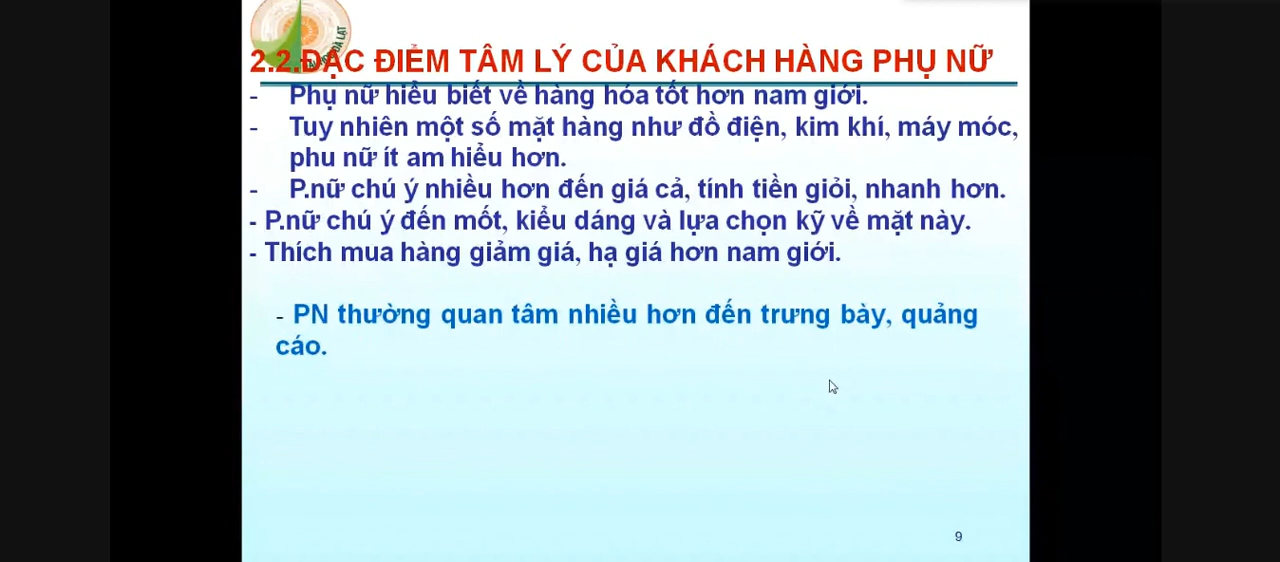 ĐÀ LẠT
2.2.ĐẶC ĐIỂM TÂM LÝ CỦA KHÁCH HÀNG PHỤ NỮ
- Phụ nữ hiểu biết về hàng hóa tốt hơn nam giới.
- Tuy nhiên một số mặt hàng như đồ điện, kim khí, máy móc,
phu nữ ít am hiểu hơn.
- P.nữ chú ý nhiều hơn đến giá cả, tính tiền giỏi, nhanh hơn.
- P.nữ chú ý đến mốt, kiểu dáng và lựa chọn kỹ về mặt này.
- Thích mua hàng giảm giá, hạ giá hơn nam giới.
- PN thường quan tâm nhiều hơn đến trưng bày, quảng
cáo.
9